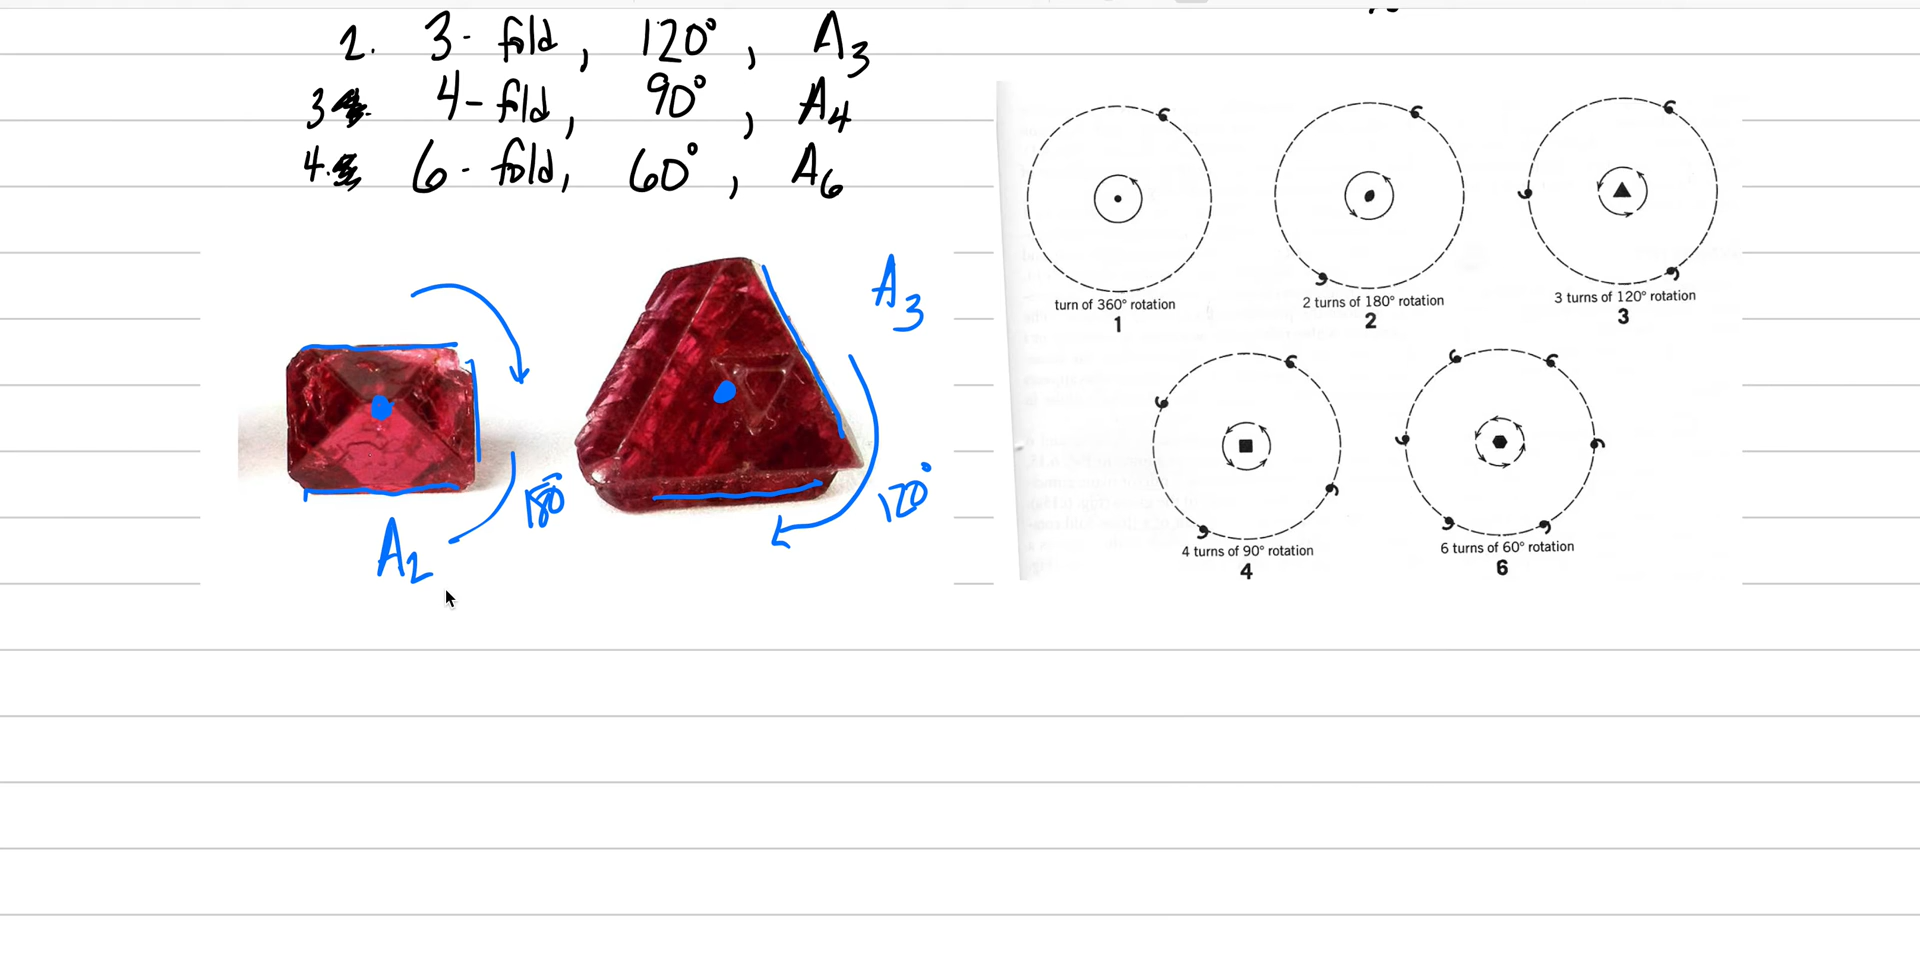 2. 3- fold, 120°, A3
3 4- fld, 90°, A4
4. 6- fold, 60°, A6
A3
180°
120°
A2
turn of 360° rotation
1
2 turns of 180° rotation
2
3 turns of 120° rotation
3
4 turns of 90° rotation
4
6 turns of 60° rotation
6